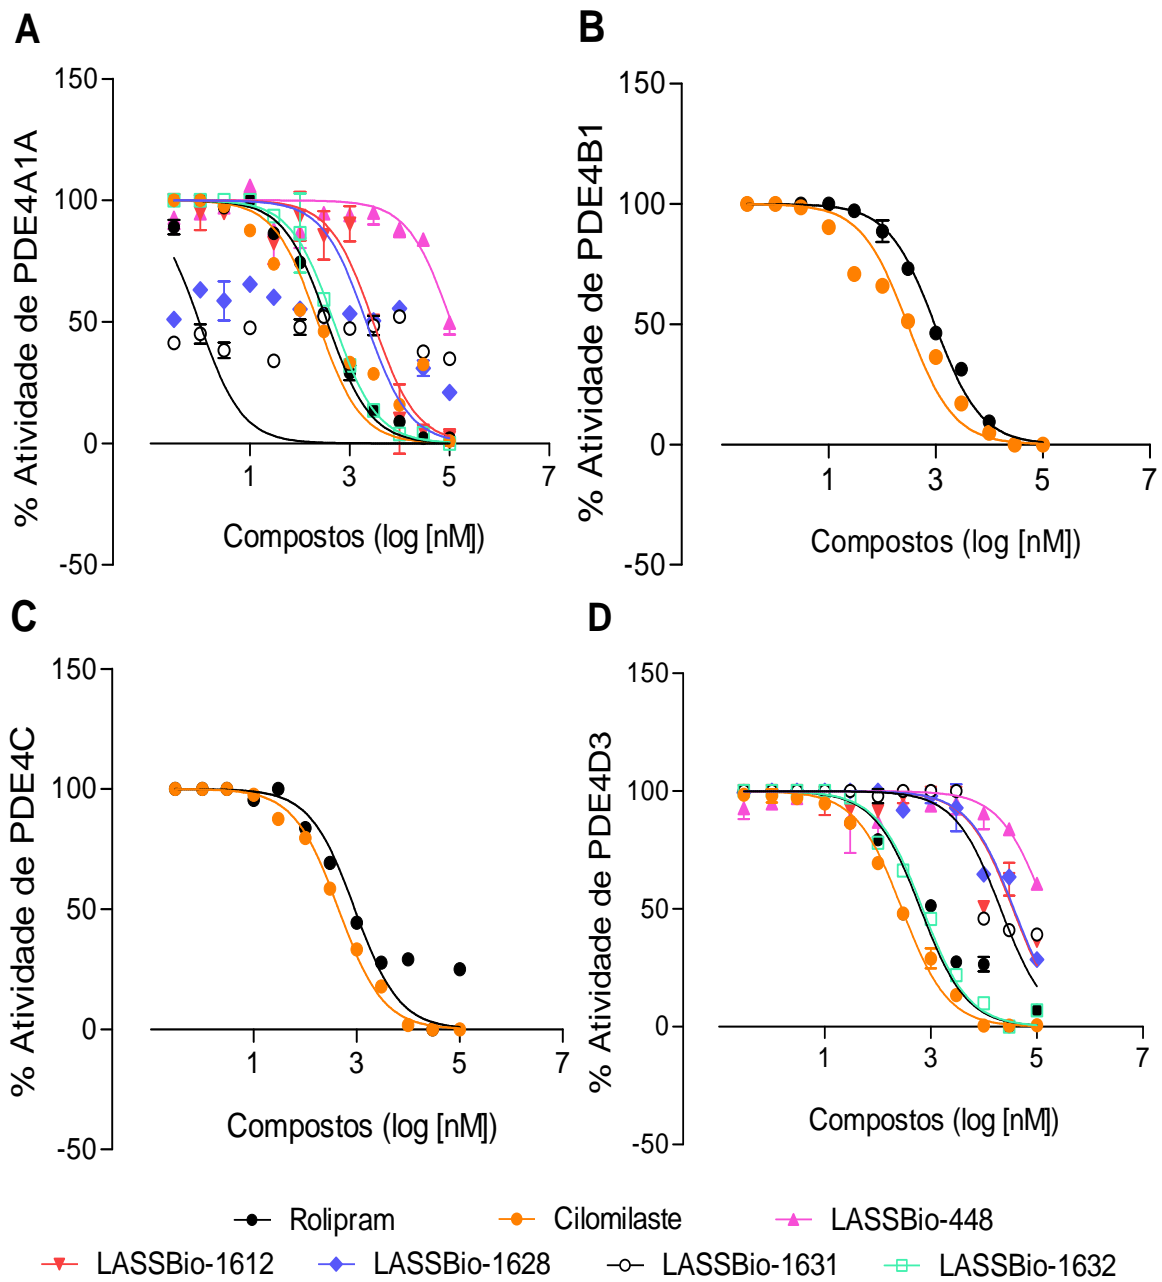 A
150
100
50
0
-50
1 3 5 7
% Atividade de PDE4A1A
Compostos (log [nM])
B
150
100
50
0
-50
1 3 5 7
% Atividade de PDE4B1
Compostos (log [nM])
C
150
100
50
0
-50
1 3 5 7
% Atividade de PDE4C
Compostos (log [nM])
D
150
100
50
0
-50
1 3 5 7
% Atividade de PDE4D3
Compostos (log [nM])
Rolipram Cilomilaste LASSBio-448
LASSBio-1612 LASSBio-1628 LASSBio-1631 LASSBio-1632